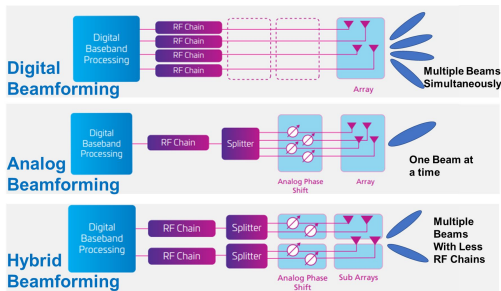 Digital
Baseband
Processing
RF Chain
RF Chain
RF Chain
RF Chain
Array
Digital
Beamforming
Multiple Beams
Simultaneously
Digital
Baseband
Processing
RF Chain
Splitter
Analog Phase
Shift
Array
Analog
Beamforming
One Beam at
a time
Digital
Baseband
Processing
RF Chain
Splitter
RF Chain
Splitter
Analog Phase
Shift
Sub Arrays
Hybrid
Beamforming
Multiple
Beams
With Less
RF Chains